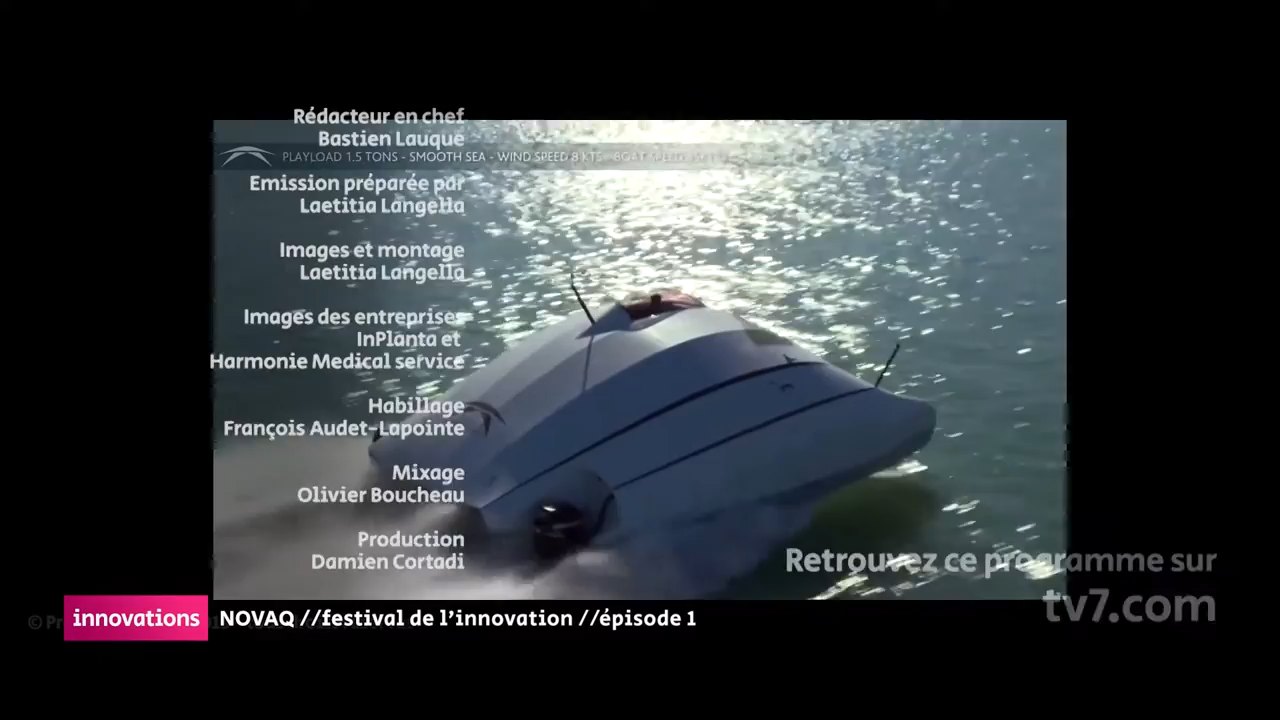 Rédacteur en chef
Bastien Lauque
PLAYLOAD 1.5 TONS - SMOOTH SEA - WIND SPEED 8 KTS - BOAT SPEED
Emission préparée par
Laetitia Langella
Images et montage
Laetitia Langella
Images des entreprises
InPlanta et
Harmonie Medical service
Habillage
François Audet-Lapointe
Mixage
Olivier Boucheau
Production
Damien Cortadi
Retrouvez ce programme sur
tv7.com
innovations NOVAQ //festival de l'innovation //épisode 1
©